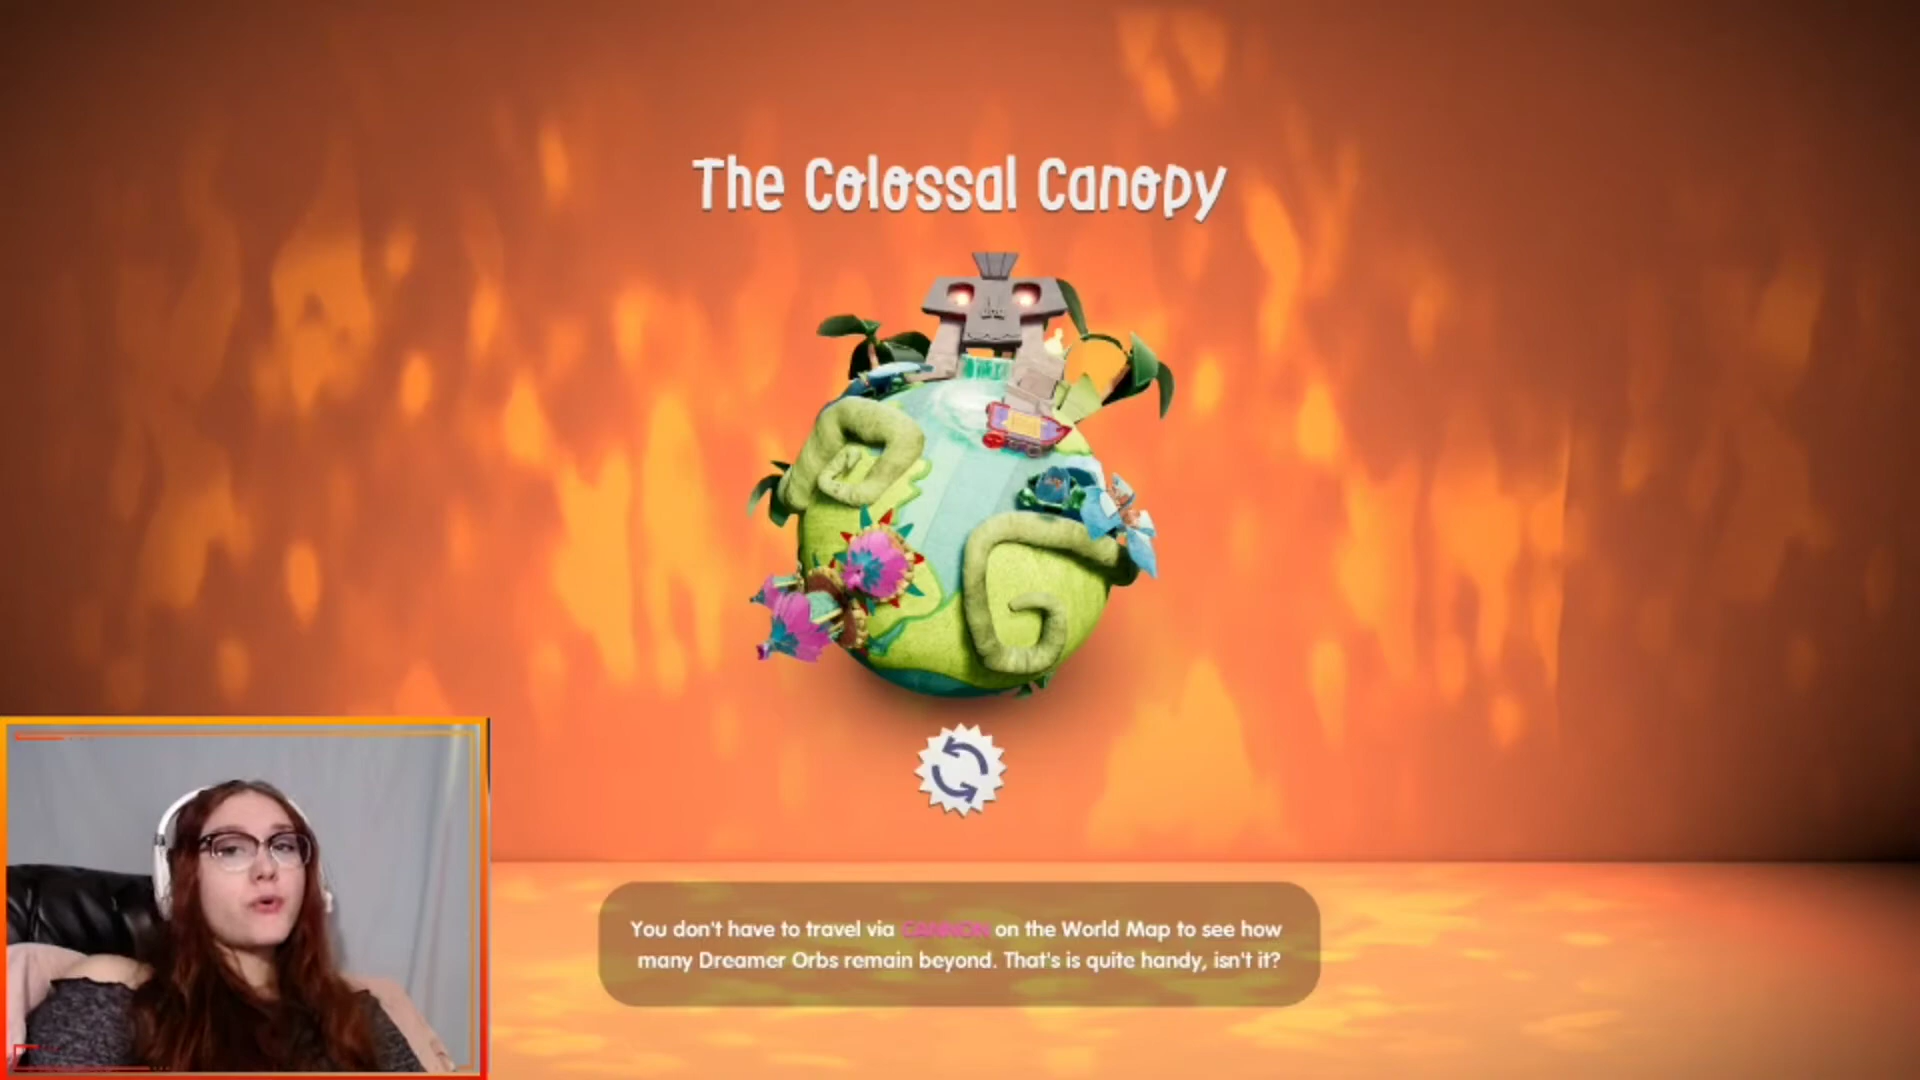 The Colossal Canopy
You don't have to travel via CANNON on the World Map to see how
many Dreamer Orbs remain beyond. That's is quite handy, isn't it?